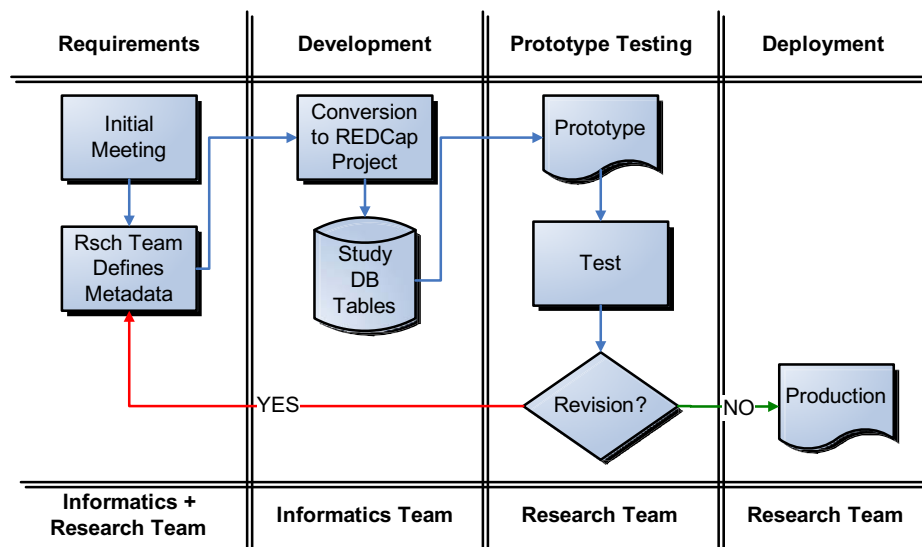 Requirements
Development
Prototype Testing
Deployment
Initial
Meeting
Rsch Team
Defines
Metadata
Conversion
to REDCap
Project
Study
DB
Tables
Prototype
Test
Revision?
YES
NO
Production
Informatics +
Research Team
Informatics Team
Research Team
Research Team